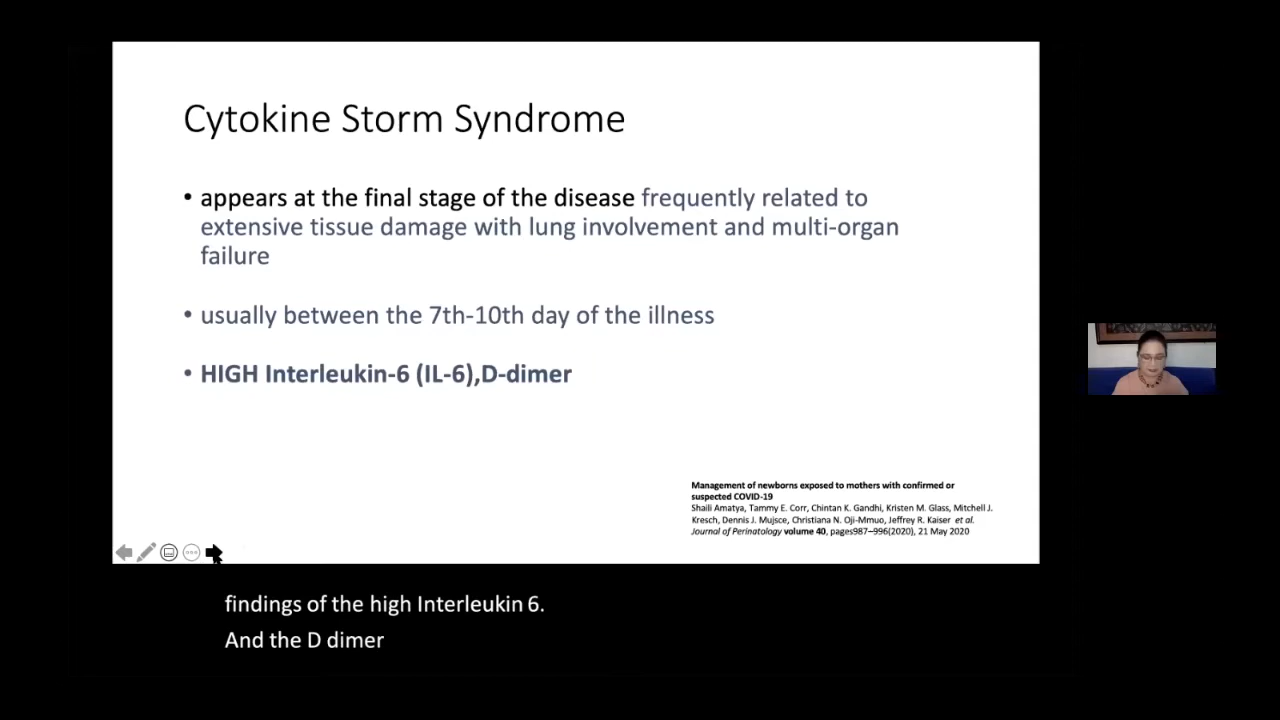 Cytokine Storm Syndrome
• appears at the final stage of the disease frequently related to
extensive tissue damage with lung involvement and multi-organ
failure
• usually between the 7th-10th day of the illness
• HIGH Interleukin-6 (IL-6),D-dimer
Management of newborns exposed to mothers with confirmed or
suspected COVID-19
Shaili Amatya, Tammy E. Corr, Chintan K. Gandhi, Kristen M. Glass, Mitchell J.
Kresch, Dennis J. Mujsce, Christiana N. Oji-Mmuo, Jeffrey R. Kaiser et al.
Journal of Perinatology volume 40, pages987–996(2020), 21 May 2020
findings of the high Interleukin 6.
And the D dimer